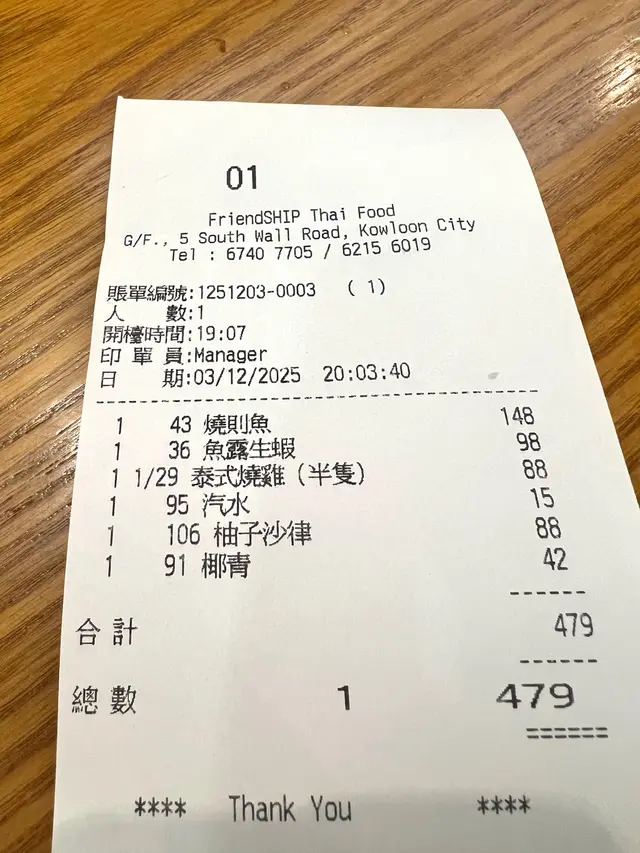 01
FriendSHIP Thai Food
G/F., 5 South Wall Road, Kowloon City
Tel : 6740 7705 / 6215 6019
賬單編號:1251203-0003 ( 1)
人 數:1
開檯時間:19:07
印 單 員:Manager
日 期:03/12/2025 20:03:40
1 43 燒則魚 148
1 36 魚露生蝦 98
1 1/29 泰式燒雞 (半隻) 88
1 95 汽水 15
1 106 柚子沙律 88
1 91 椰青 42
------
合 計 479
------
總 數 1 479
======
**** Thank You ****